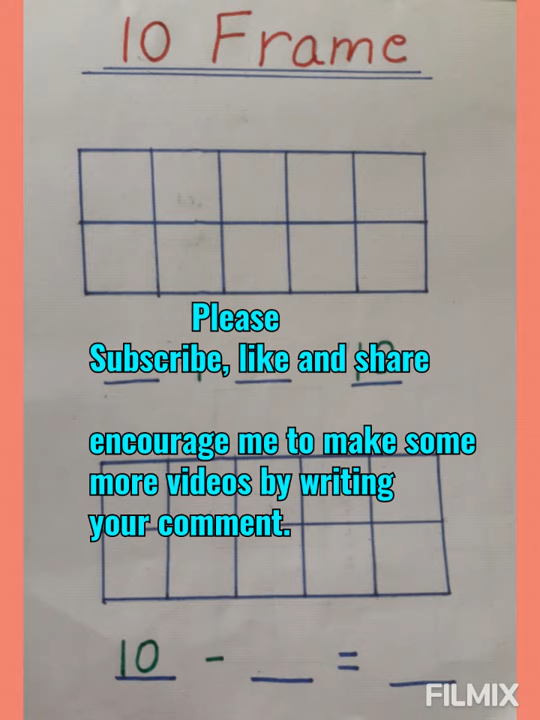 10 Frame
Please
Subscribe, like and share
10
encourage me to make some
more videos by writing
your comment.
10 - __ = __
FILMIX